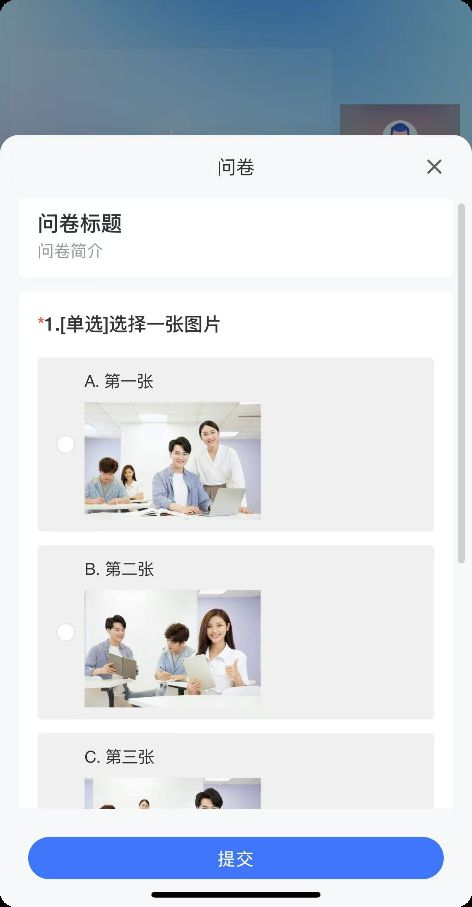 问卷
问卷标题
问卷简介
*1.[单选]选择一张图片
A. 第一张
B. 第二张
C. 第三张
提交